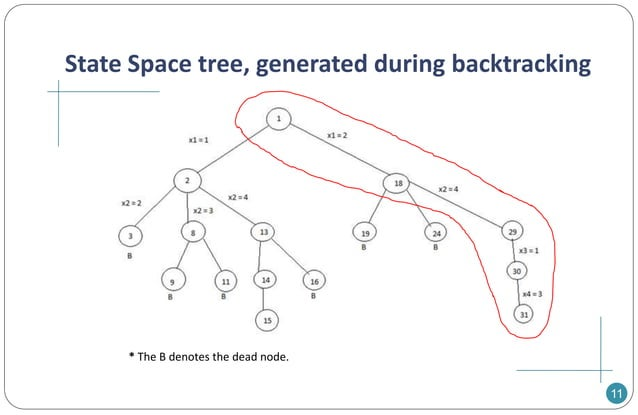 State Space tree, generated during backtracking
1
x1 = 1
x1 = 2
2
18
x2 = 2
x2 = 3
x2 = 4
x2 = 4
3
8
13
19
24
29
B
B
B
x3 = 1
9
11
14
16
30
B
B
B
x4 = 3
15
31
* The B denotes the dead node.
11